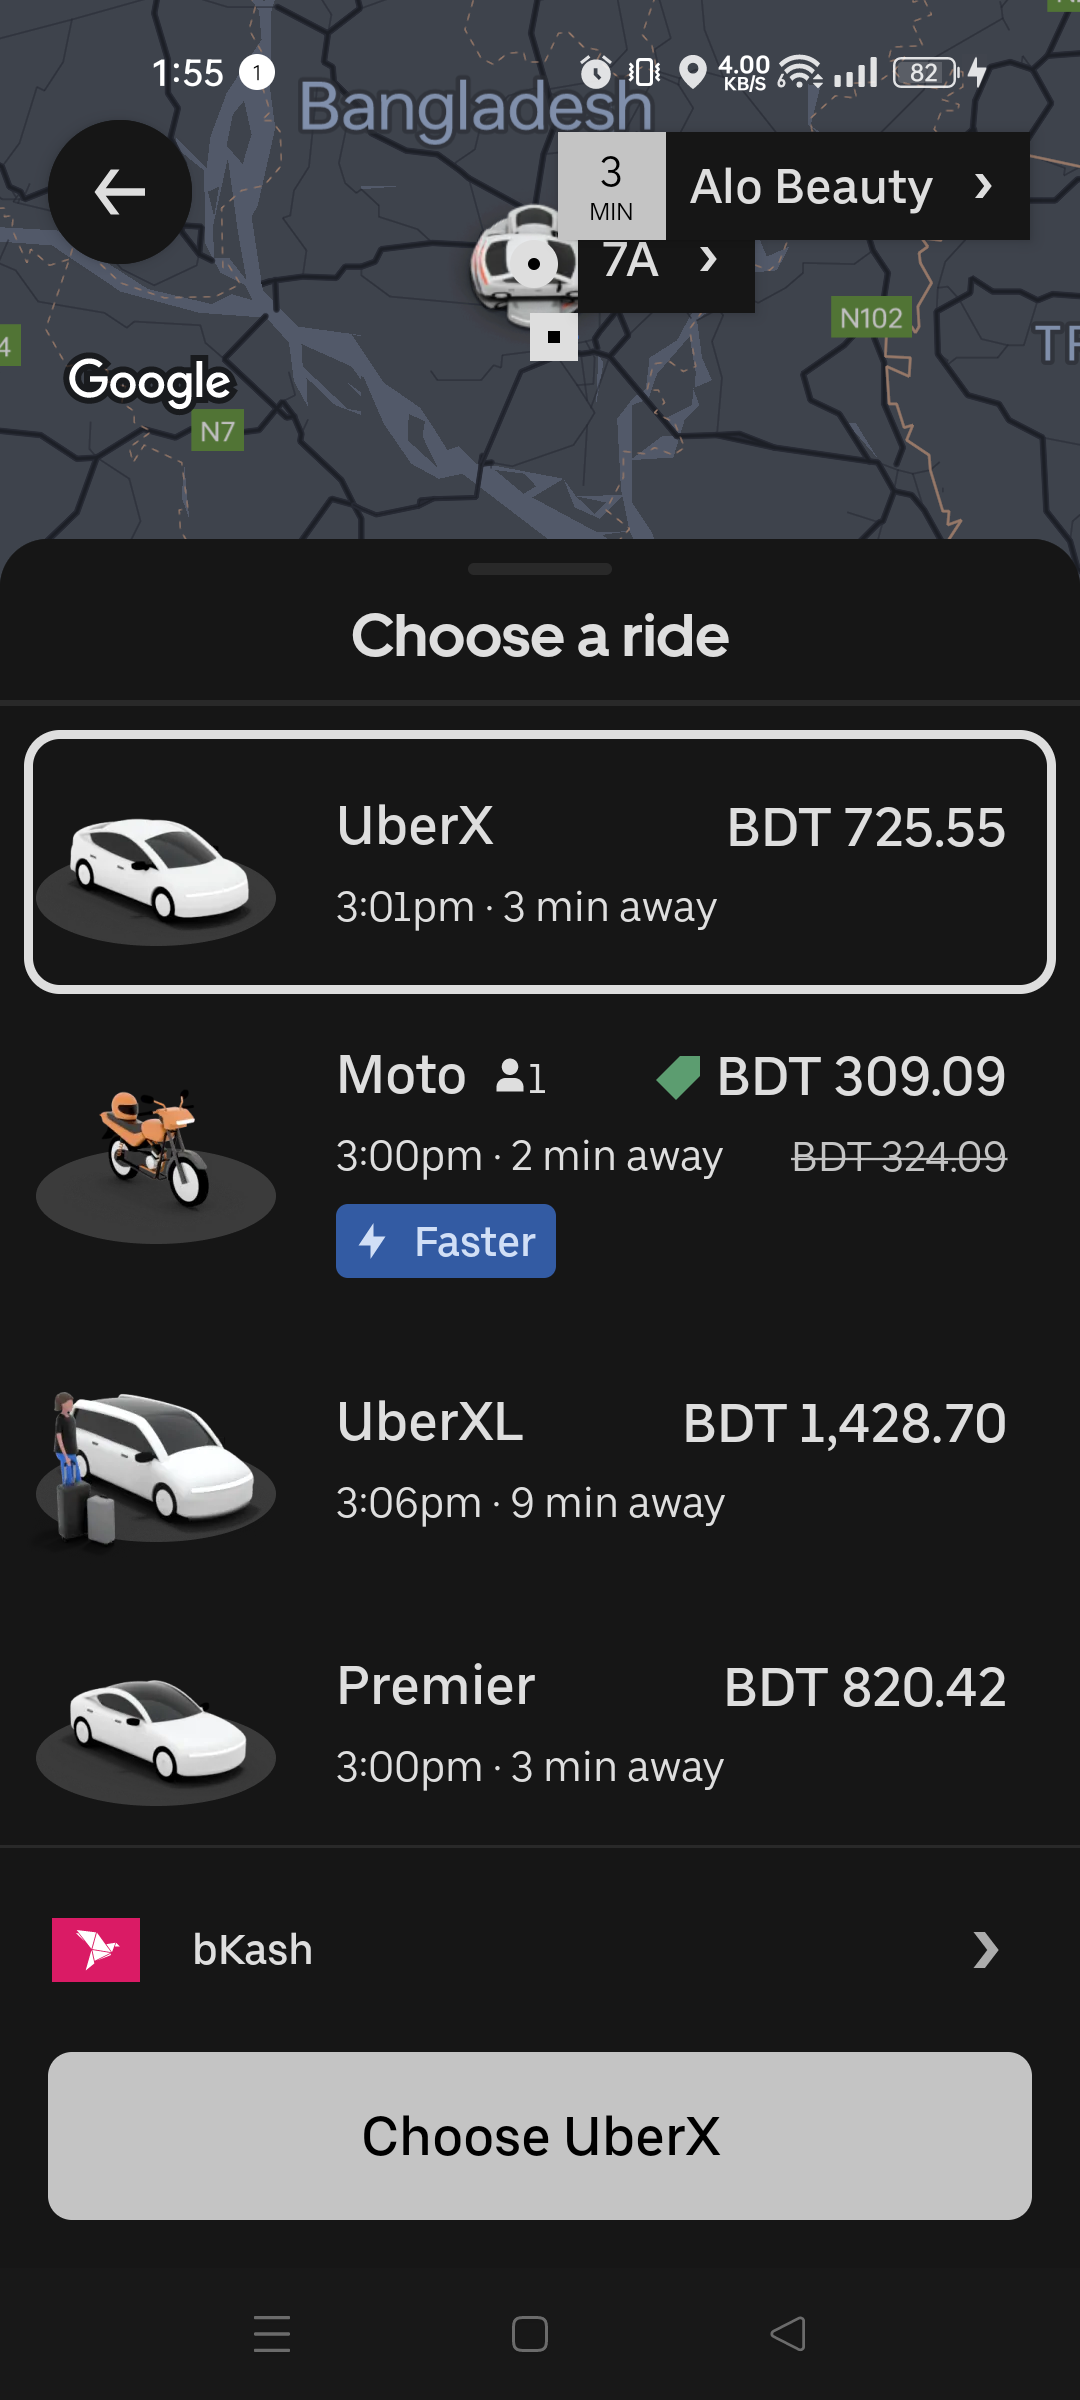 1:55 1 4.00 KB/S 6 82
Bangladesh
3 MIN Alo Beauty
7A
N102
4
Google
N7
Choose a ride
UberX BDT 725.55
3:01pm · 3 min away
Moto 1 BDT 309.09
3:00pm · 2 min away BDT 324.09
Faster
UberXL BDT 1,428.70
3:06pm · 9 min away
Premier BDT 820.42
3:00pm · 3 min away
bKash
Choose UberX